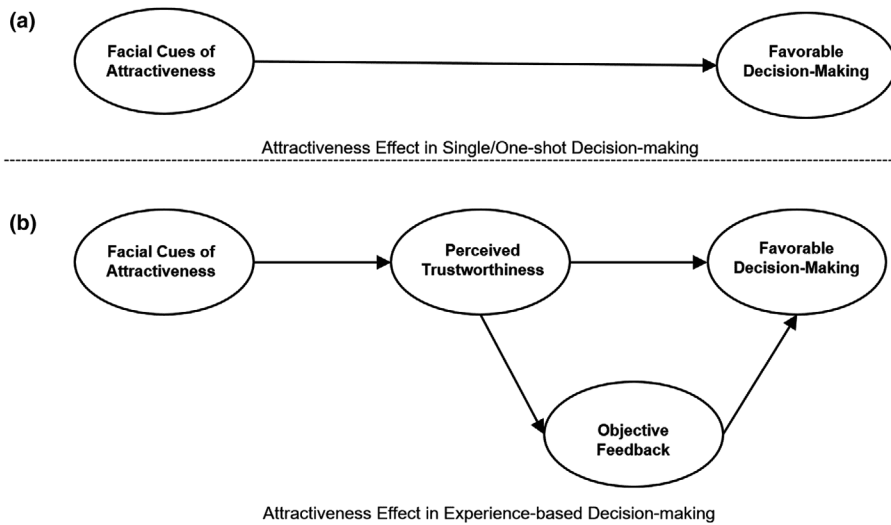 (a)
Facial Cues of
Attractiveness
Favorable
Decision-Making
Attractiveness Effect in Single/One-shot Decision-making
(b)
Facial Cues of
Attractiveness
Perceived
Trustworthiness
Favorable
Decision-Making
Objective
Feedback
Attractiveness Effect in Experience-based Decision-making